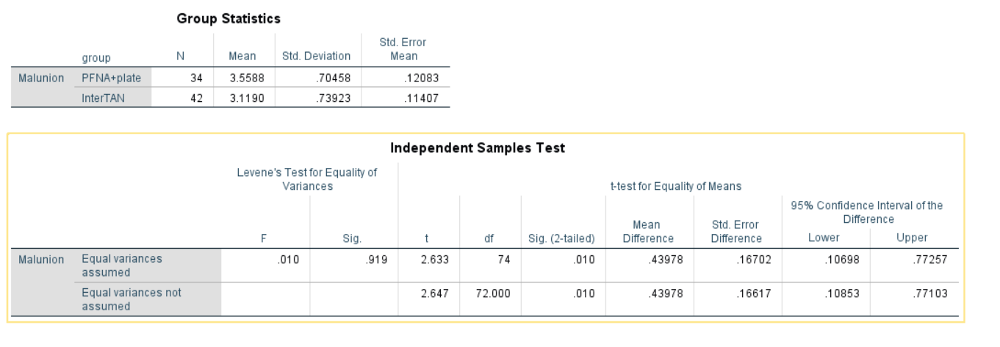 Group Statistics
group N Mean Std. Deviation Std. Error Mean
Malunion PFNA+plate 34 3.5588 .70458 .12083
InterTAN 42 3.1190 .73923 .11407
Independent Samples Test
Levene's Test for Equality of Variances
t-test for Equality of Means
95% Confidence Interval of the Difference
F Sig. t df Sig. (2-tailed) Mean Difference Std. Error Difference Lower Upper
Malunion Equal variances assumed .010 .919 2.633 74 .010 .43978 .16702 .10698 .77257
Equal variances not assumed 2.647 72.000 .010 .43978 .16617 .10853 .77103